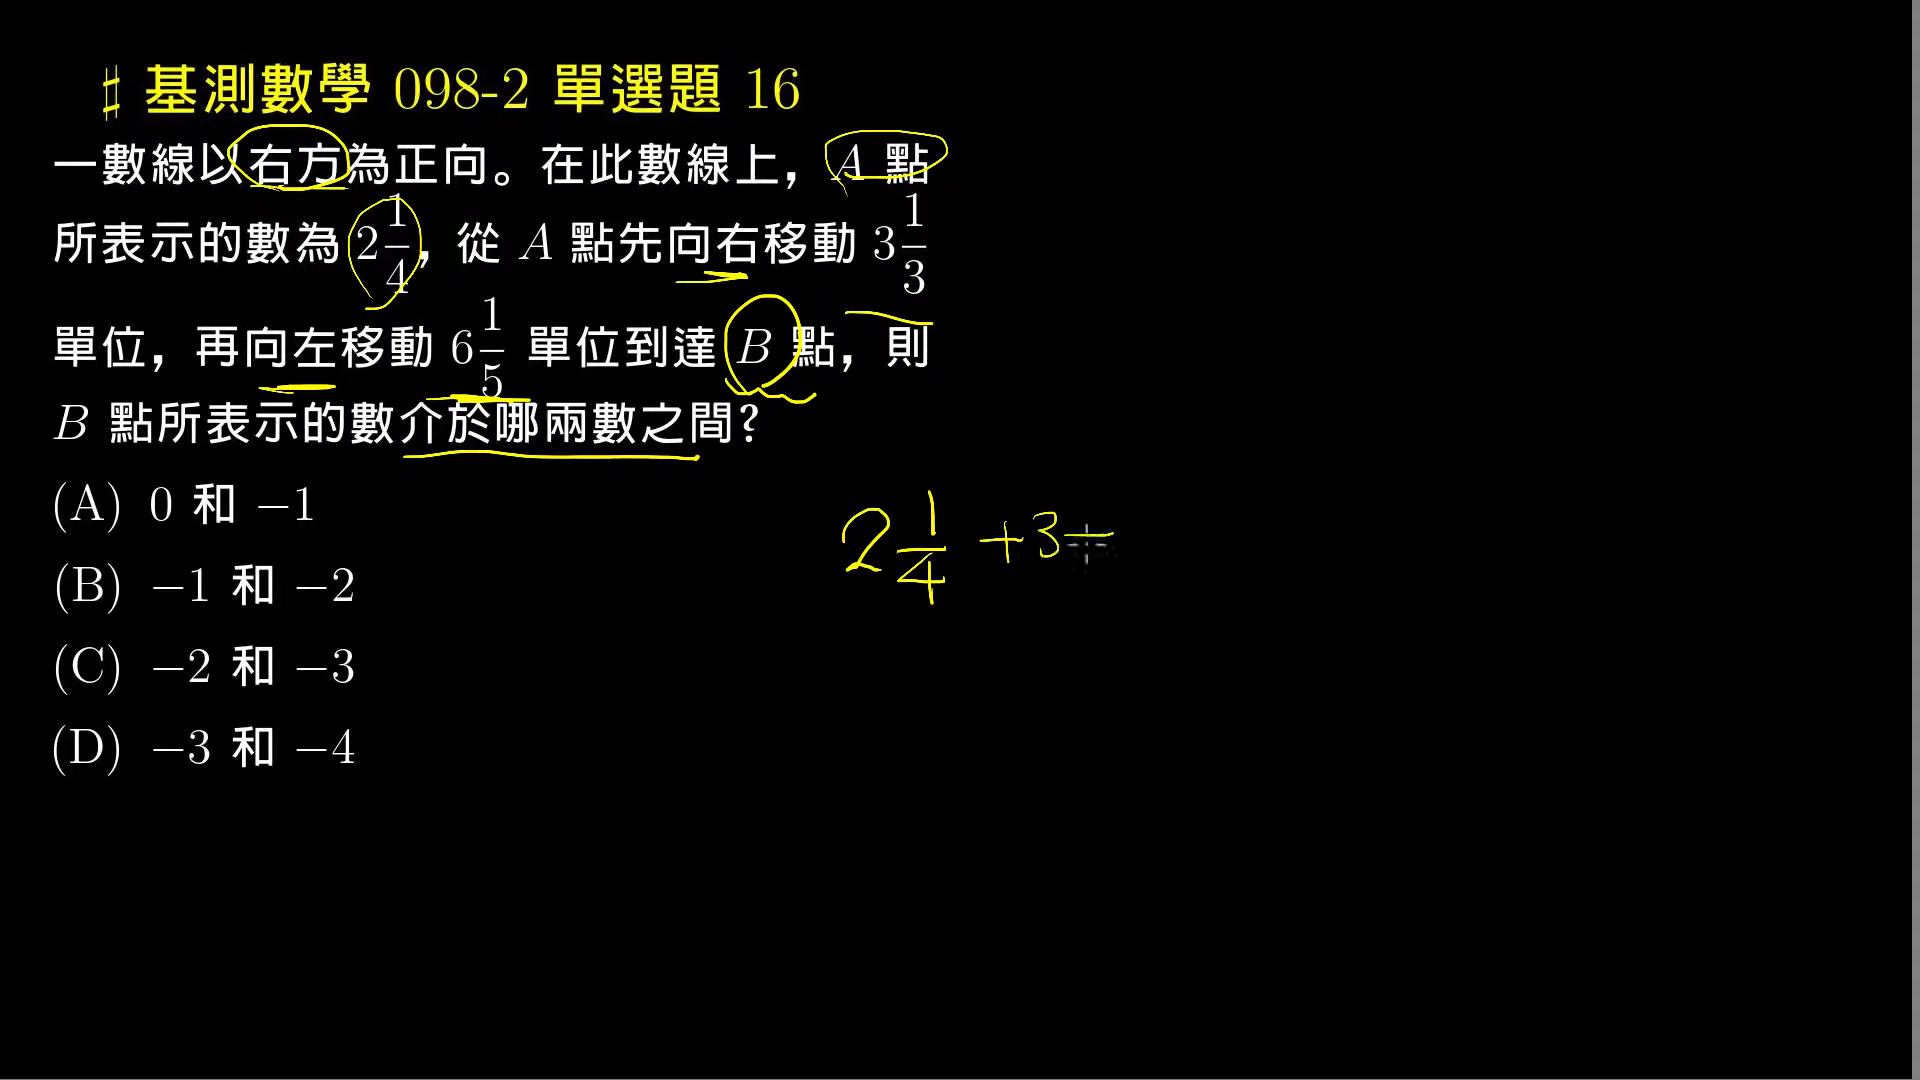 ♯ 基測數學 098-2 單選題 16
一數線以右方為正向。在此數線上，A 點
所表示的數為 2 1/4，從 A 點先向右移動 3 1/3
單位，再向左移動 6 1/5 單位到達 B 點，則
B 點所表示的數介於哪兩數之間？
(A) 0 和 −1
(B) −1 和 −2
(C) −2 和 −3
(D) −3 和 −4
2 1/4 + 3